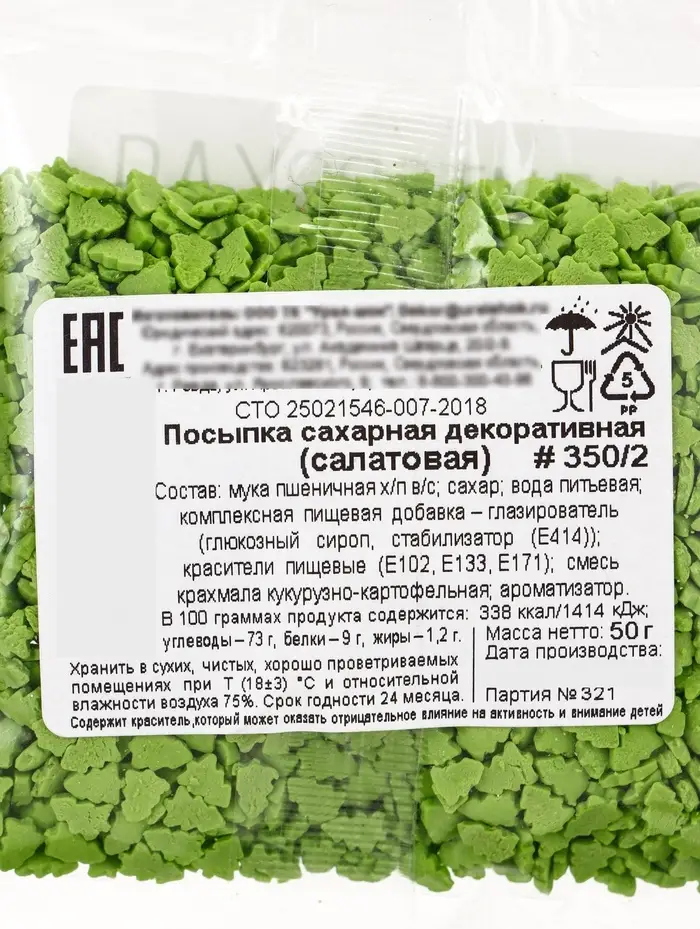 EAC
СТО 25021546-007-2018
Посыпка сахарная декоративная
(салатовая) # 350/2
Состав: мука пшеничная х/п в/с; сахар; вода питьевая;
комплексная пищевая добавка – глазирователь
(глюкозный сироп, стабилизатор (Е414));
красители пищевые (Е102, Е133, Е171); смесь
крахмала кукурузно-картофельная; ароматизатор.
В 100 граммах продукта содержится: 338 ккал/1414 кДж;
углеводы – 73 г, белки – 9 г, жиры – 1,2 г.
Масса нетто: 50 г
Дата производства:
Партия № 321
Хранить в сухих, чистых, хорошо проветриваемых
помещениях при Т (18±3) °С и относительной
влажности воздуха 75%. Срок годности 24 месяца.
Содержит краситель,который может оказать отрицательное влияние на активность и внимание детей
5
PP